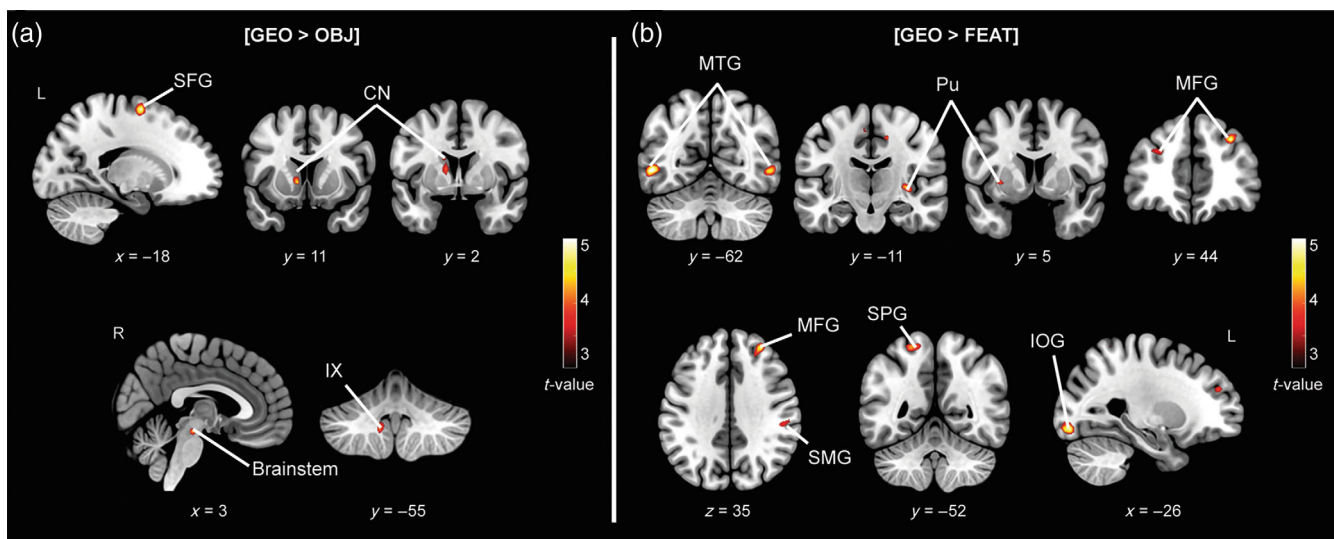 (a)
[GEO > OBJ]
L
SFG
CN
x = –18
y = 11
y = 2
5
4
3
t-value
R
IX
Brainstem
x = 3
y = –55
(b)
[GEO > FEAT]
MTG
Pu
MFG
y = –62
y = –11
y = 5
y = 44
5
4
3
t-value
MFG
SPG
L
IOG
SMG
z = 35
y = –52
x = –26